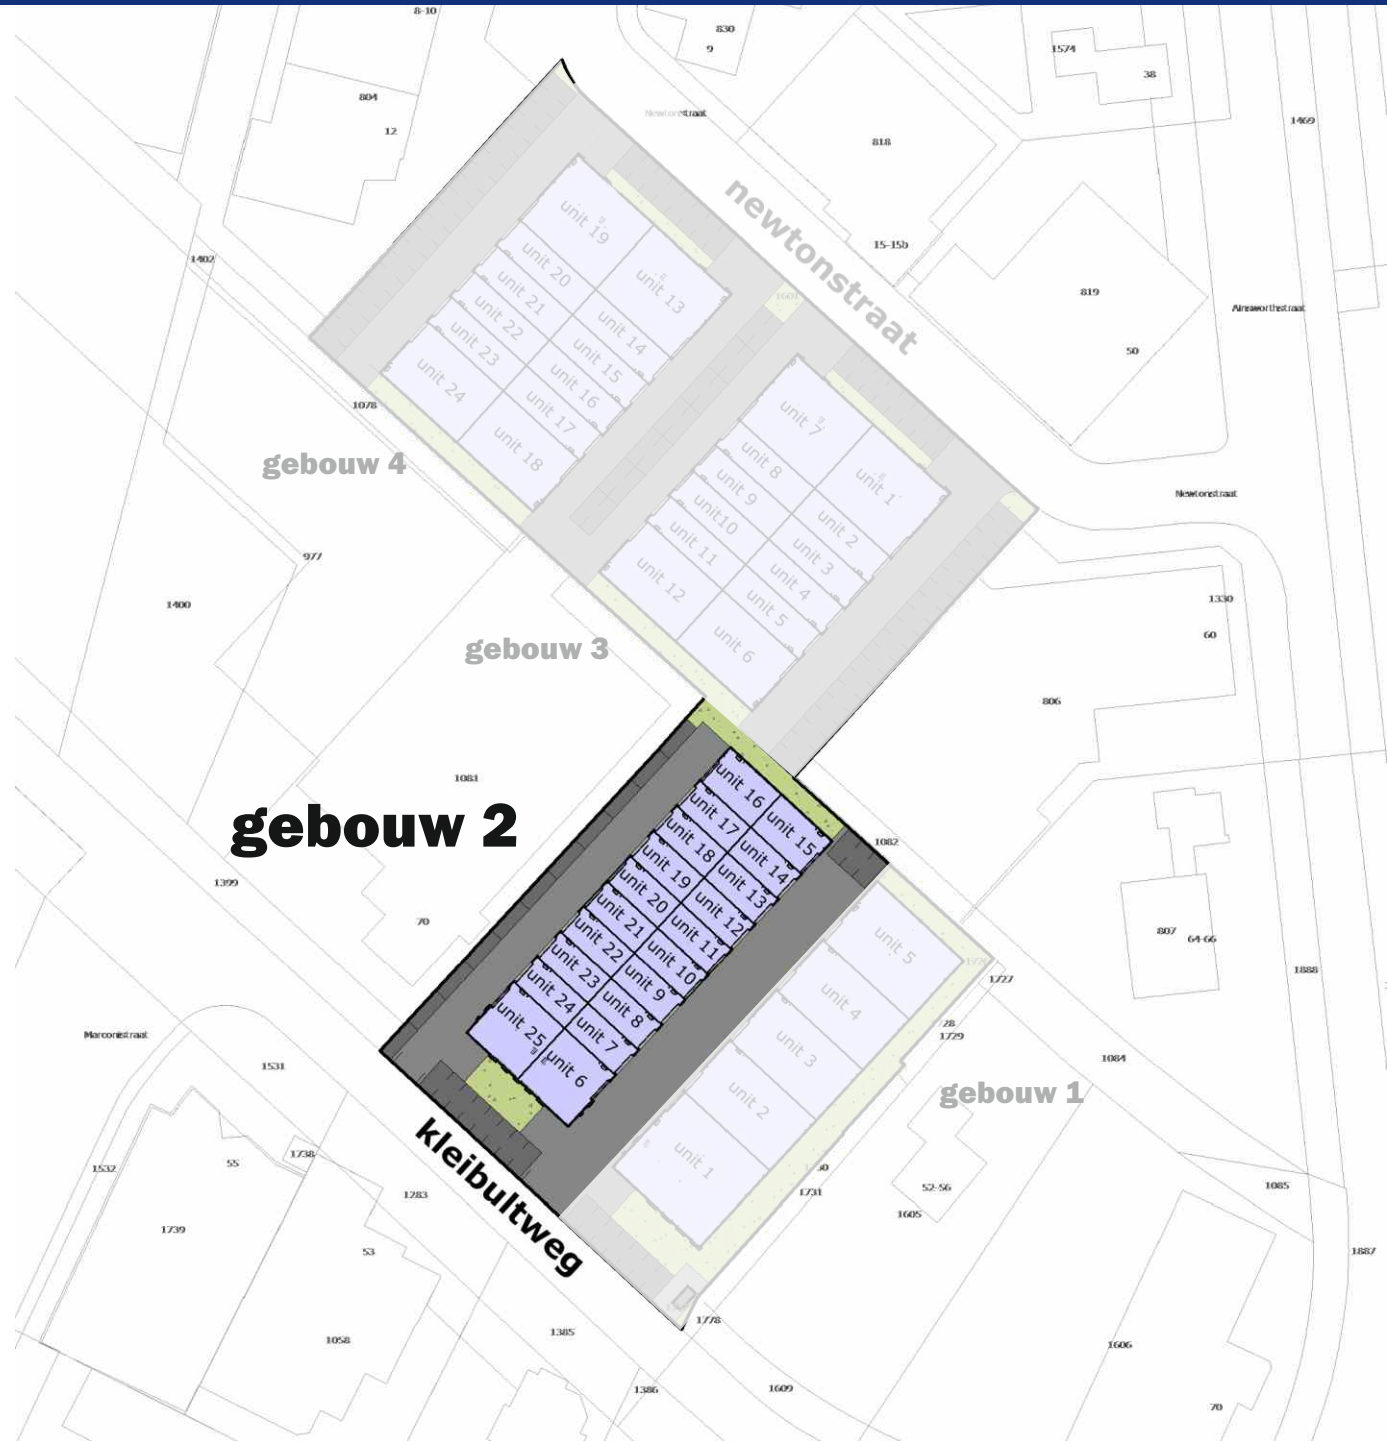 8-10
830
9
1574
38
804
12
Newtonstraat
1469
818
newtonstraat
15-15b
unit 19
1402
unit 20
unit 13
819
Ainsworthstraat
unit 21
unit 14
unit 22
unit 15
50
unit 23
unit 16
unit 24
unit 17
1078
unit 18
gebouw 4
unit 7
unit 8
unit 1
unit 9
Newtonstraat
unit10
unit 2
unit 11
unit 3
unit 12
unit 4
977
unit 5
1400
1330
unit 6
60
gebouw 3
806
1081
unit 16
unit 15
gebouw 2
unit 17
unit 14
1082
unit 18
unit 13
unit 19
unit 12
1399
unit 20
unit 11
70
unit 21
unit 10
unit 22
unit 9
unit 23
unit 8
unit 24
unit 7
unit 25
unit 6
unit 5
807
64-66
1727
1888
unit 4
28
1729
Marconistraat
unit 3
1084
1531
unit 2
gebouw 1
kleibultweg
unit 1
1738
55
1532
1731
52-56
1283
1605
1085
1739
53
1887
1778
1385
1058
1606
1386
1609
70